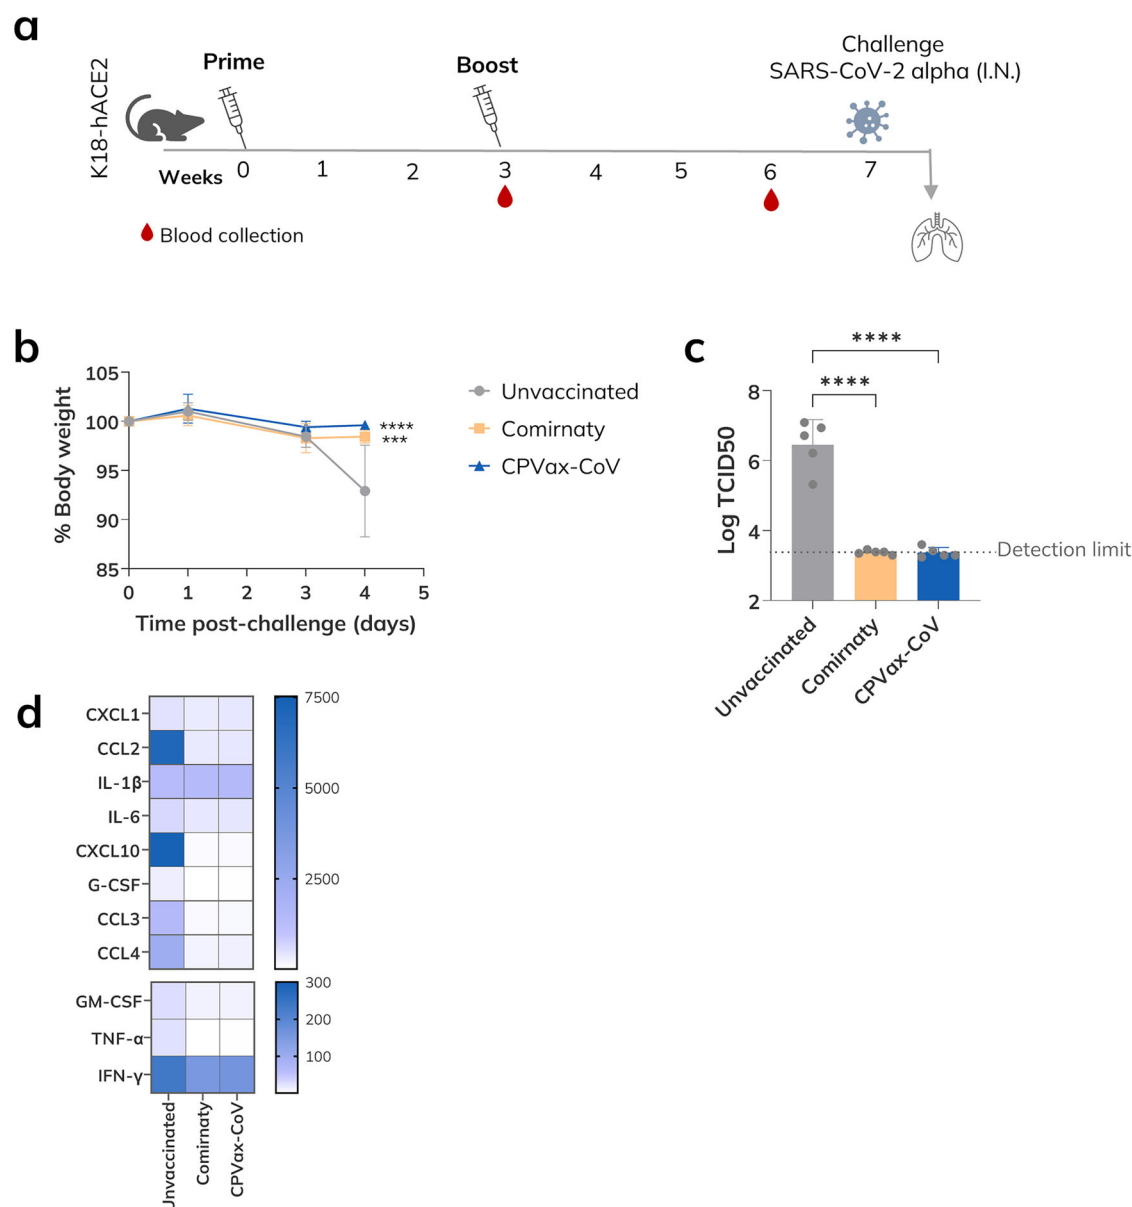 a
K18-hACE2
Prime
Boost
Challenge
SARS-CoV-2 alpha (I.N.)
Weeks 0 1 2 3 4 5 6 7
Blood collection
b
% Body weight
105
100
95
90
85
0 1 2 3 4 5
Time post-challenge (days)
****
***
Unvaccinated
Comirnaty
CPVax-CoV
c
****
****
Log TCID50
8
6
4
2
Detection limit
Unvaccinated
Comirnaty
CPVax-CoV
d
CXCL1
CCL2
IL-1β
IL-6
CXCL10
G-CSF
CCL3
CCL4
7500
5000
2500
GM-CSF
TNF-α
IFN-γ
300
200
100
Unvaccinated
Comirnaty
CPVax-CoV